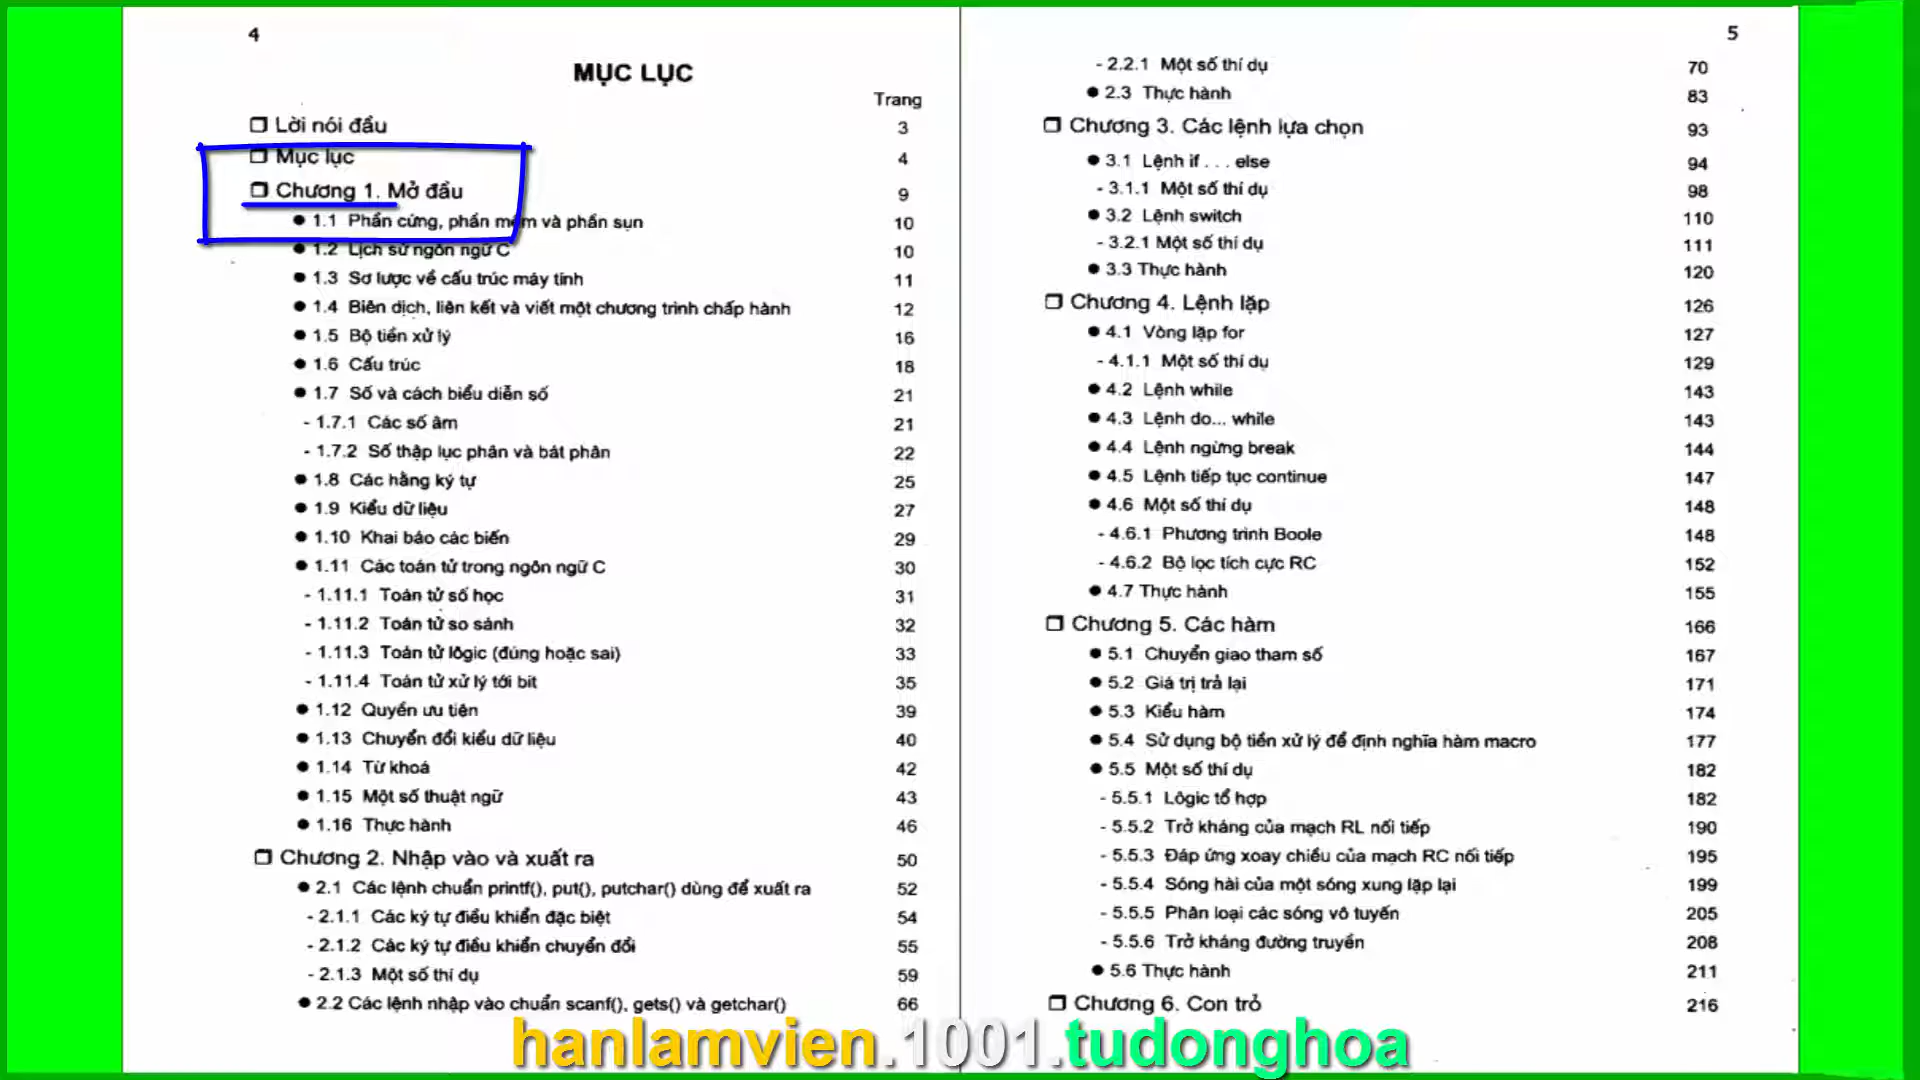 4
MỤC LỤC
Trang
❒ Lời nói đầu 3
❒ Mục lục 4
❒ Chương 1. Mở đầu 9
● 1.1 Phần cứng, phần mềm và phần sụn 10
● 1.2 Lịch sử ngôn ngữ C 10
● 1.3 Sơ lược về cấu trúc máy tính 11
● 1.4 Biên dịch, liên kết và viết một chương trình chấp hành 12
● 1.5 Bộ tiền xử lý 16
● 1.6 Cấu trúc 18
● 1.7 Số và cách biểu diễn số 21
- 1.7.1 Các số âm 21
- 1.7.2 Số thập lục phân và bát phân 22
● 1.8 Các hằng ký tự 25
● 1.9 Kiểu dữ liệu 27
● 1.10 Khai báo các biến 29
● 1.11 Các toán tử trong ngôn ngữ C 30
- 1.11.1 Toán tử số học 31
- 1.11.2 Toán tử so sánh 32
- 1.11.3 Toán tử lôgic (đúng hoặc sai) 33
- 1.11.4 Toán tử xử lý tới bit 35
● 1.12 Quyền ưu tiên 39
● 1.13 Chuyển đổi kiểu dữ liệu 40
● 1.14 Từ khoá 42
● 1.15 Một số thuật ngữ 43
● 1.16 Thực hành 46
❒ Chương 2. Nhập vào và xuất ra 50
● 2.1 Các lệnh chuẩn printf(), put(), putchar() dùng để xuất ra 52
- 2.1.1 Các ký tự điều khiển đặc biệt 54
- 2.1.2 Các ký tự điều khiển chuyển đổi 55
- 2.1.3 Một số thí dụ 59
● 2.2 Các lệnh nhập vào chuẩn scanf(), gets() và getchar() 66
5
- 2.2.1 Một số thí dụ 70
● 2.3 Thực hành 83
❒ Chương 3. Các lệnh lựa chọn 93
● 3.1 Lệnh if . . . else 94
- 3.1.1 Một số thí dụ 98
● 3.2 Lệnh switch 110
- 3.2.1 Một số thí dụ 111
● 3.3 Thực hành 120
❒ Chương 4. Lệnh lặp 126
● 4.1 Vòng lặp for 127
- 4.1.1 Một số thí dụ 129
● 4.2 Lệnh while 143
● 4.3 Lệnh do... while 143
● 4.4 Lệnh ngừng break 144
● 4.5 Lệnh tiếp tục continue 147
● 4.6 Một số thí dụ 148
- 4.6.1 Phương trình Boole 148
- 4.6.2 Bộ lọc tích cực RC 152
● 4.7 Thực hành 155
❒ Chương 5. Các hàm 166
● 5.1 Chuyển giao tham số 167
● 5.2 Giá trị trả lại 171
● 5.3 Kiểu hàm 174
● 5.4 Sử dụng bộ tiền xử lý để định nghĩa hàm macro 177
● 5.5 Một số thí dụ 182
- 5.5.1 Lôgic tổ hợp 182
- 5.5.2 Trở kháng của mạch RL nối tiếp 190
- 5.5.3 Đáp ứng xoay chiều của mạch RC nối tiếp 195
- 5.5.4 Sóng hài của một sóng xung lặp lại 199
- 5.5.5 Phân loại các sóng vô tuyến 205
- 5.5.6 Trở kháng đường truyền 208
● 5.6 Thực hành 211
❒ Chương 6. Con trỏ 216
hanlamvien.1001.tudonghoa